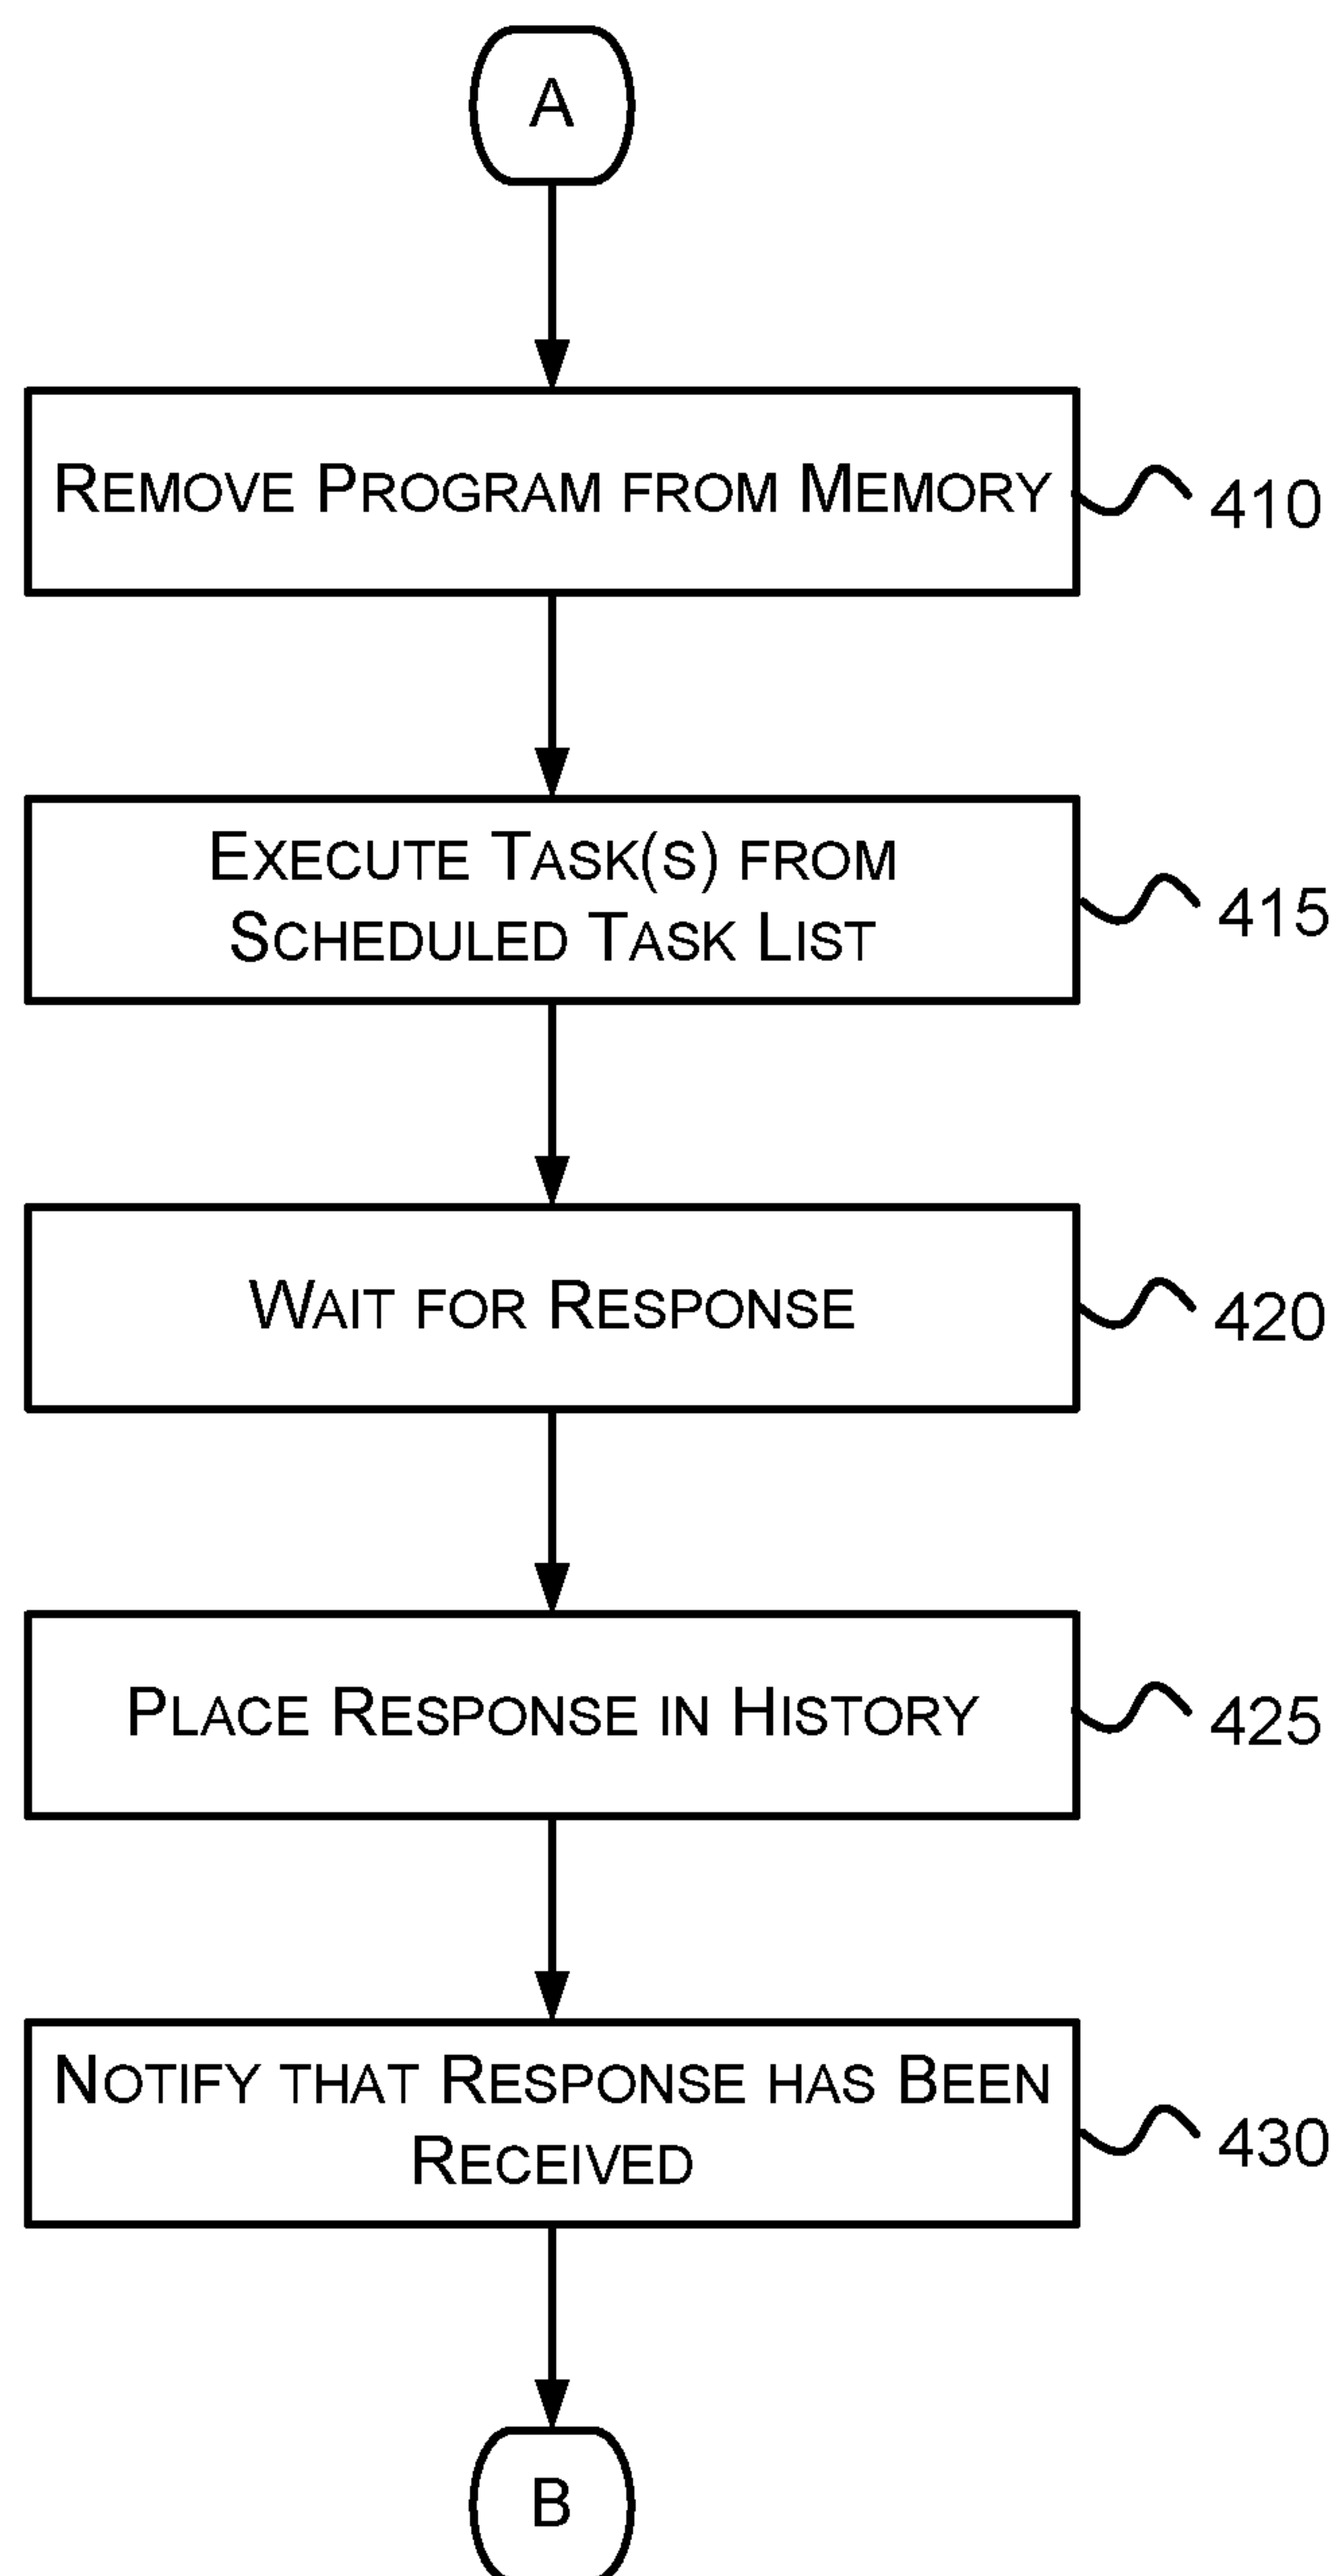 A
REMOVE PROGRAM FROM MEMORY
410
EXECUTE TASK(S) FROM
SCHEDULED TASK LIST
415
WAIT FOR RESPONSE
420
PLACE RESPONSE IN HISTORY
425
NOTIFY THAT RESPONSE HAS BEEN
RECEIVED
430
B